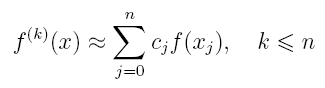 f^{(k)}(x) ≈ \sum_{j=0}^{n} c_j f(x_j), k ⩽ n